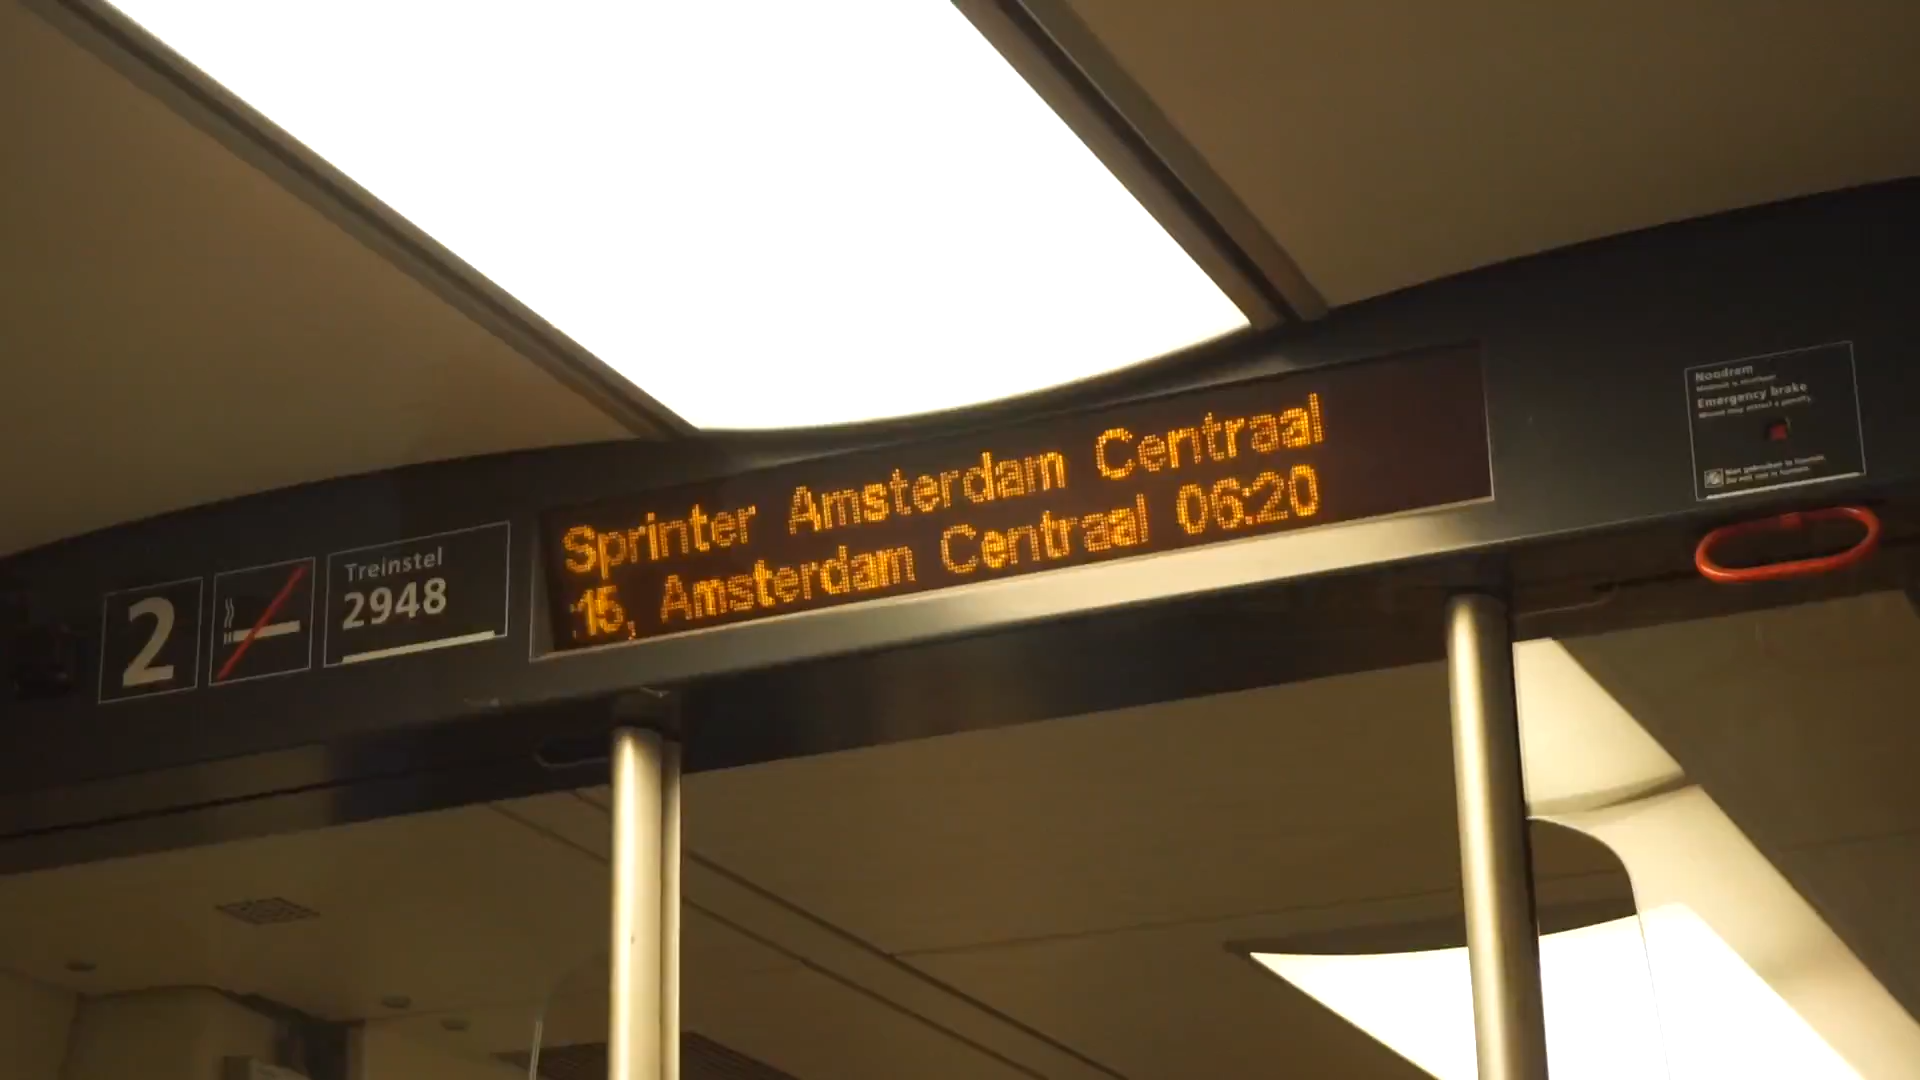 2
Treinstel
2948
Sprinter Amsterdam Centraal
:15, Amsterdam Centraal 06:20
Noodrem
Emergency brake